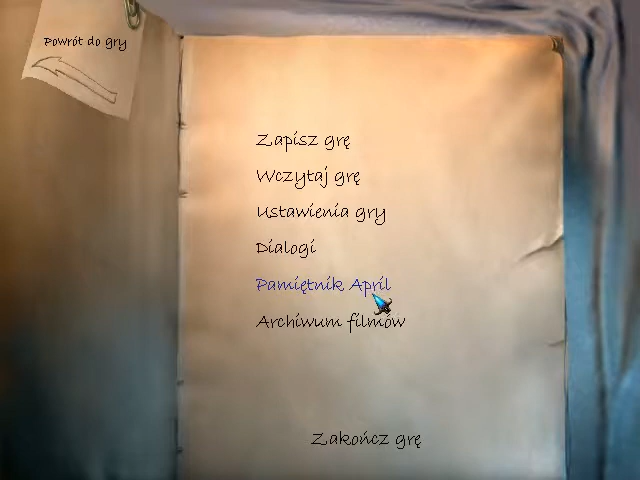 Powrót do gry
Zapisz grę
Wczytaj grę
Ustawienia gry
Dialogi
Pamiętnik April
Archiwum filmów
Zakończ grę